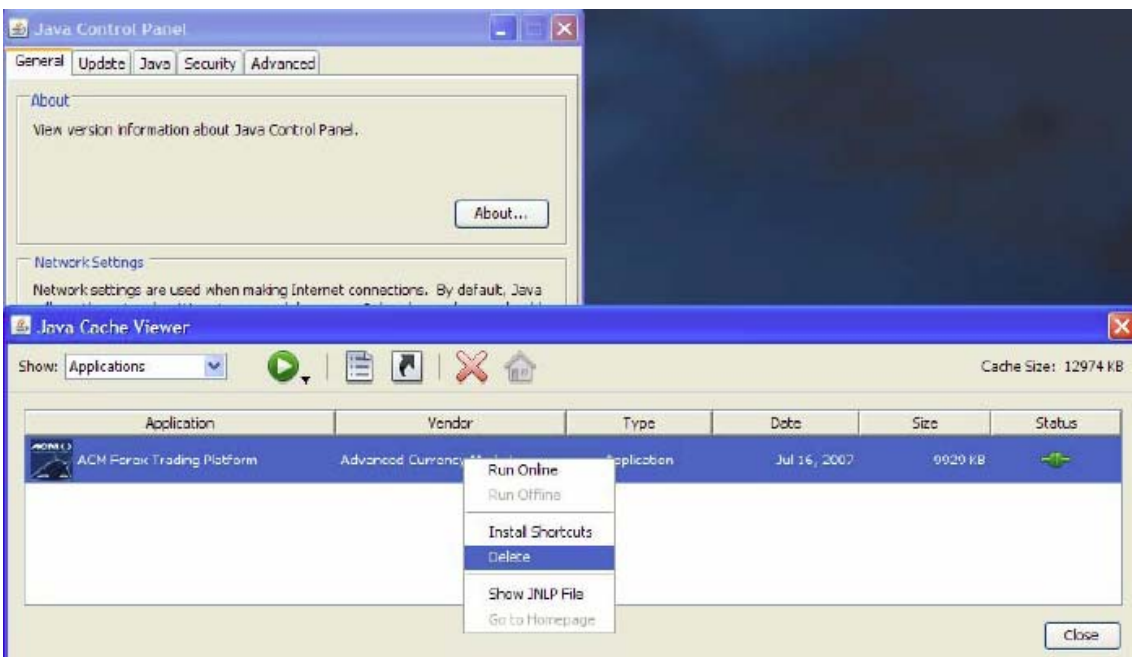 Java Control Panel
General Update Java Security Advanced
About
View version information about Java Control Panel.
About...
Network Settings
Network settings are used when making Internet connections. By default, Java
Java Cache Viewer
Show: Applications
Cache Size: 12974 KB
Application Vendor Type Date Size Status
ACM Forex Trading Platform Advanced Currency Application Jul 16, 2007 9929 KB
Run Online
Run Offline
Install Shortcuts
Delete
Show JNLP File
Go to Homepage
Close